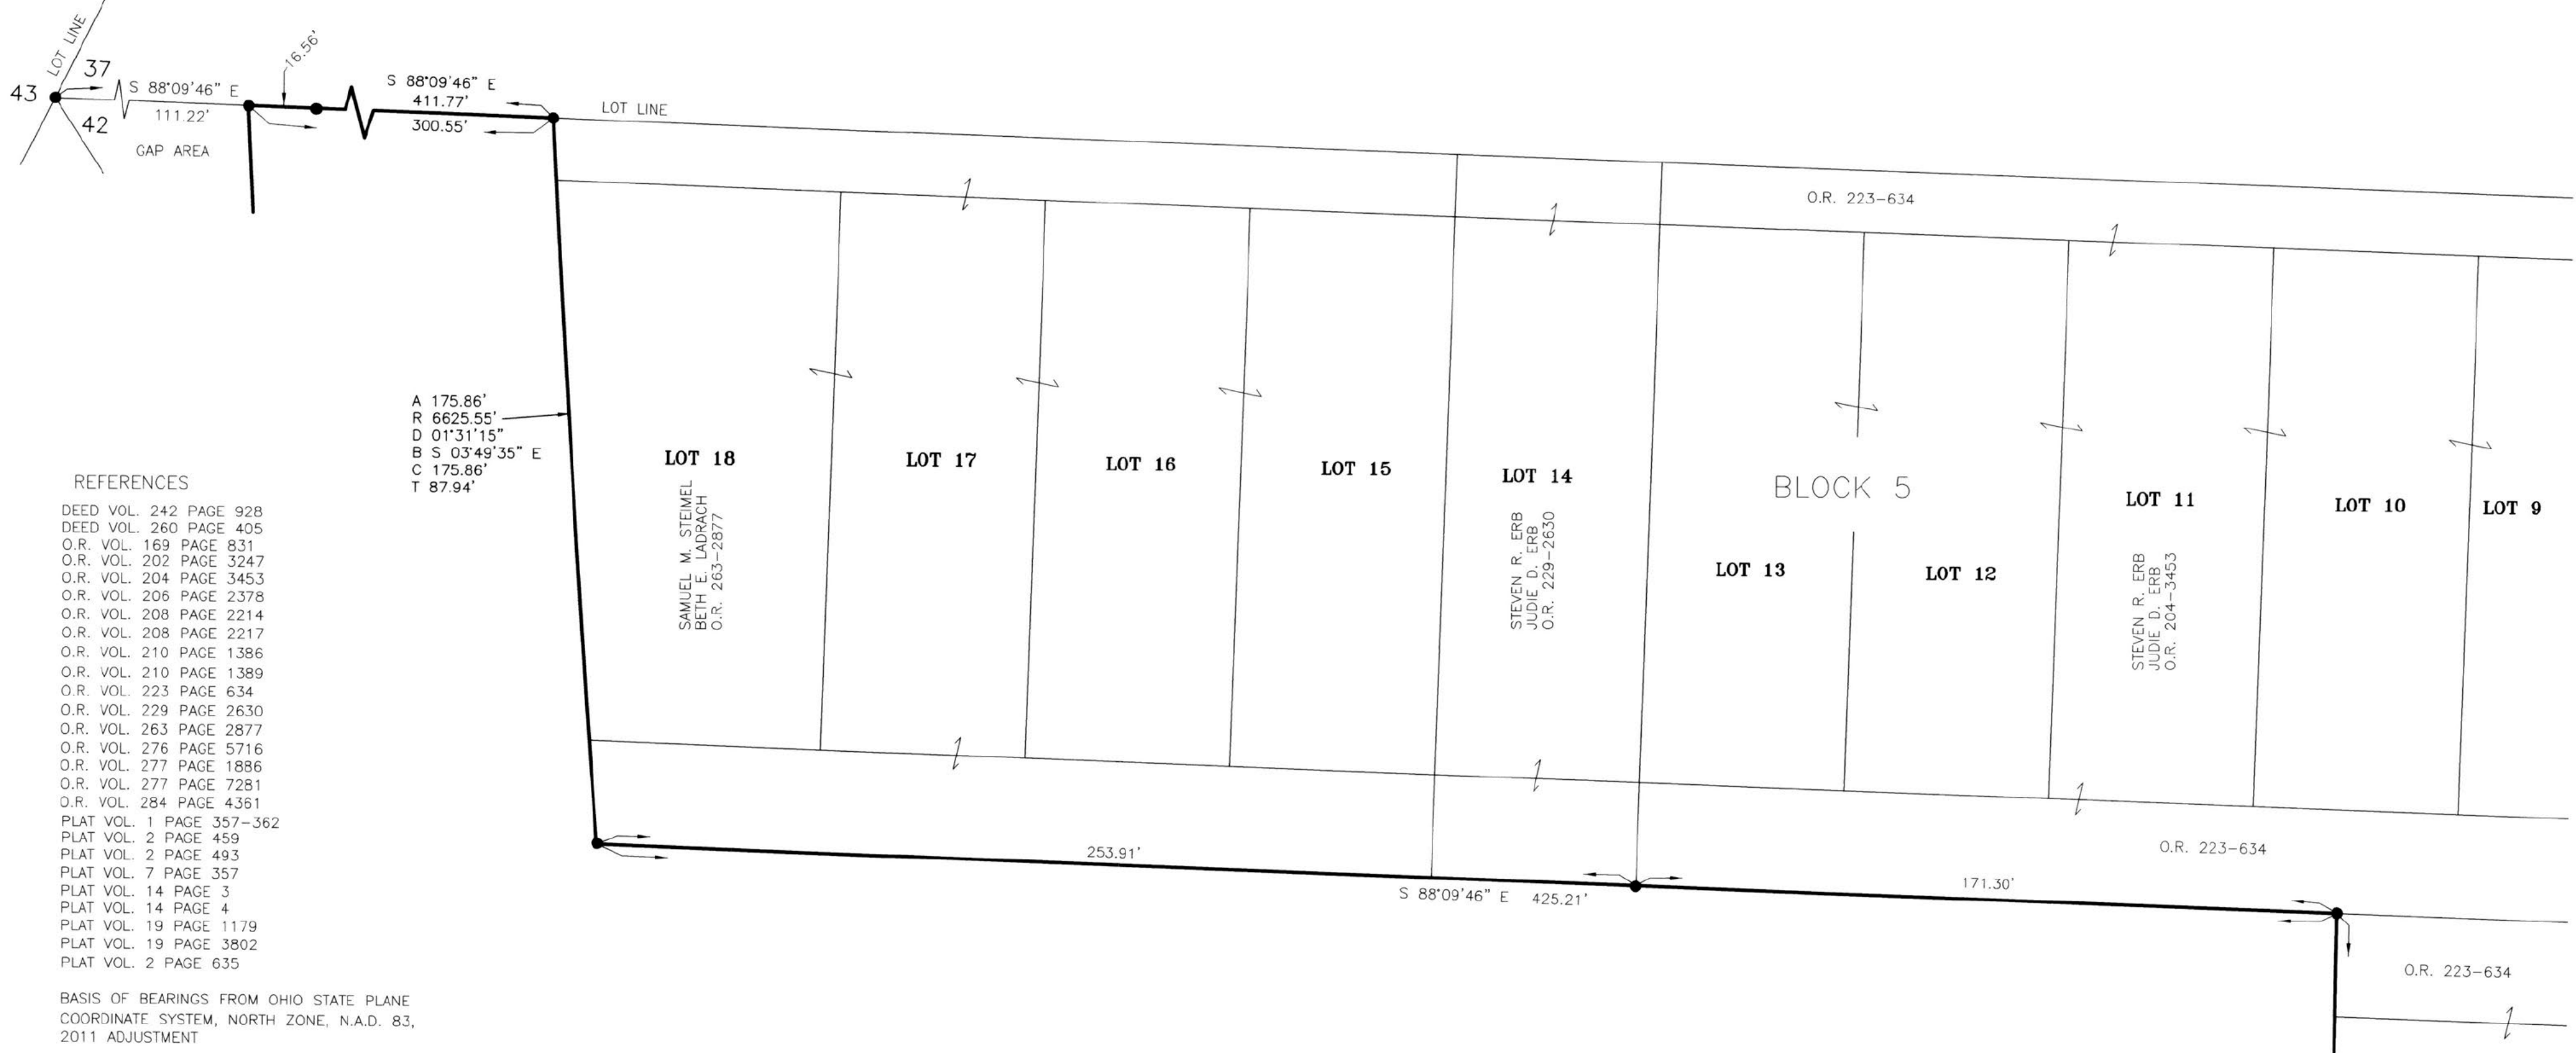 LOT LINE
43
37
42
S 88°09'46" E
111.22'
GAP AREA
16.56'
S 88°09'46" E
411.77'
300.55'
LOT LINE
O.R. 223-634
A 175.86'
R 6625.55'
D 01°31'15"
B S 03°49'35" E
C 175.86'
T 87.94'
LOT 18
SAMUEL M. STEIMEL
BETH E. LADRACH
O.R. 263-2877
LOT 17
LOT 16
LOT 15
LOT 14
STEVEN R. ERB
JUDIE D. ERB
O.R. 229-2630
BLOCK 5
LOT 13
LOT 12
LOT 11
STEVEN R. ERB
JUDIE D. ERB
O.R. 204-3453
LOT 10
LOT 9
REFERENCES
DEED VOL. 242 PAGE 928
DEED VOL. 260 PAGE 405
O.R. VOL. 169 PAGE 831
O.R. VOL. 202 PAGE 3247
O.R. VOL. 204 PAGE 3453
O.R. VOL. 206 PAGE 2378
O.R. VOL. 208 PAGE 2214
O.R. VOL. 208 PAGE 2217
O.R. VOL. 210 PAGE 1386
O.R. VOL. 210 PAGE 1389
O.R. VOL. 223 PAGE 634
O.R. VOL. 229 PAGE 2630
O.R. VOL. 263 PAGE 2877
O.R. VOL. 276 PAGE 5716
O.R. VOL. 277 PAGE 1886
O.R. VOL. 277 PAGE 7281
O.R. VOL. 284 PAGE 4361
PLAT VOL. 1 PAGE 357-362
PLAT VOL. 2 PAGE 459
PLAT VOL. 2 PAGE 493
PLAT VOL. 7 PAGE 357
PLAT VOL. 14 PAGE 3
PLAT VOL. 14 PAGE 4
PLAT VOL. 19 PAGE 1179
PLAT VOL. 19 PAGE 3802
PLAT VOL. 2 PAGE 635
253.91'
S 88°09'46" E 425.21'
171.30'
O.R. 223-634
O.R. 223-634
BASIS OF BEARINGS FROM OHIO STATE PLANE
COORDINATE SYSTEM, NORTH ZONE, N.A.D. 83,
2011 ADJUSTMENT